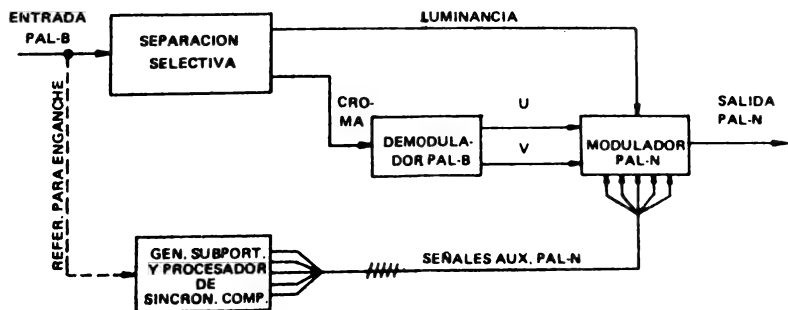 ENTRADA
PAL-B
SEPARACION
SELECTIVA
LUMINANCIA
CRO-
MA
U
V
DEMODULA-
DOR PAL-B
MODULADOR
PAL-N
SALIDA
PAL-N
REFER. PARA ENGANCHE
GEN. SUBPORT.
Y PROCESADOR
DE
SINCRON. COMP.
SEÑALES AUX. PAL-N